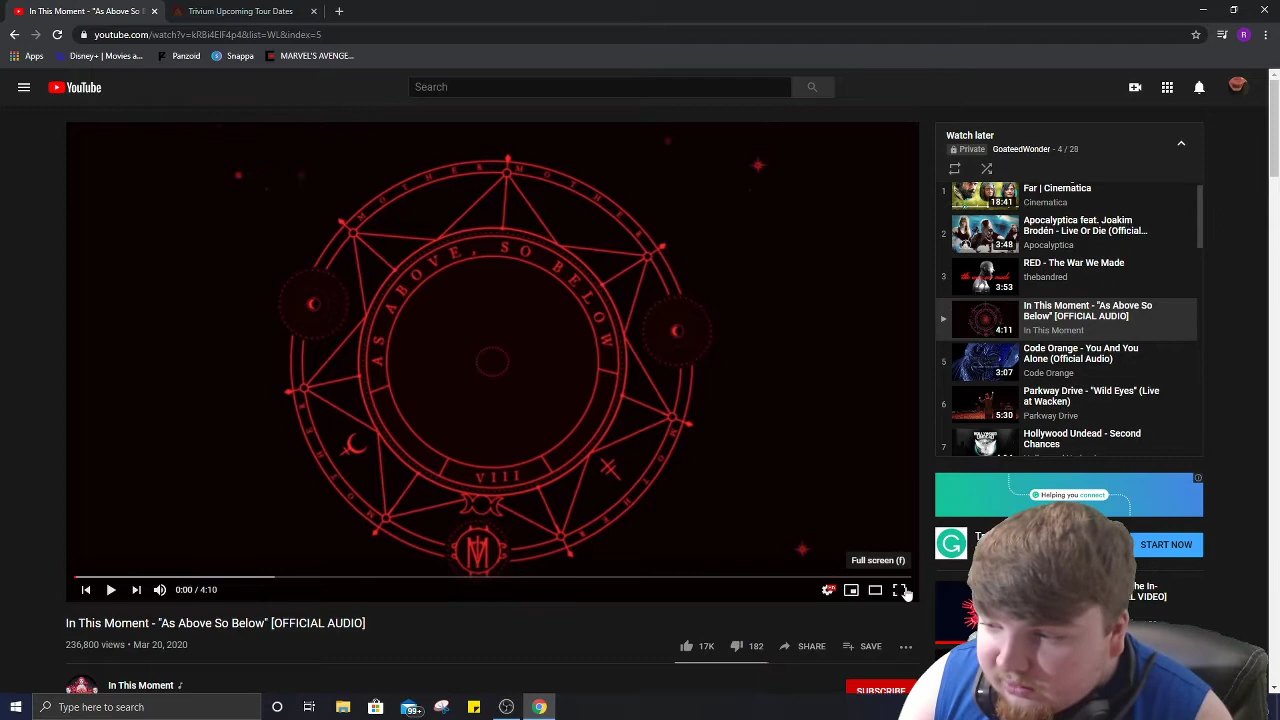 In This Moment - "As Above So
Trivium Upcoming Tour Dates
youtube.com/watch?v=kRBi4ElF4p4&list=WL&index=5
R
Apps
Disney+ | Movies a...
Panzoid
Snappa
MARVEL'S AVENGE...
YouTube
Search
MOTHER MOTHER
AS ABOVE, SO BELOW
MOTHER
MOTHER
VIII
Full screen (f)
0:00 / 4:10
In This Moment - "As Above So Below" [OFFICIAL AUDIO]
236,800 views • Mar 20, 2020
17K
182
SHARE
SAVE
In This Moment
SUBSCRIBE
Watch later
Private GoateedWonder - 4 / 28
1
18:41
Far | Cinematica
Cinematica
2
3:48
Apocalyptica feat. Joakim
Brodén - Live Or Die (Official...
Apocalyptica
3
3:53
RED - The War We Made
thebandred
4:11
In This Moment - "As Above So
Below" [OFFICIAL AUDIO]
In This Moment
5
3:07
Code Orange - You And You
Alone (Official Audio)
Code Orange
6
5:30
Parkway Drive - "Wild Eyes" (Live
at Wacken)
Parkway Drive
7
Hollywood Undead - Second
Chances
Helping you connect
START NOW
Type here to search
99+